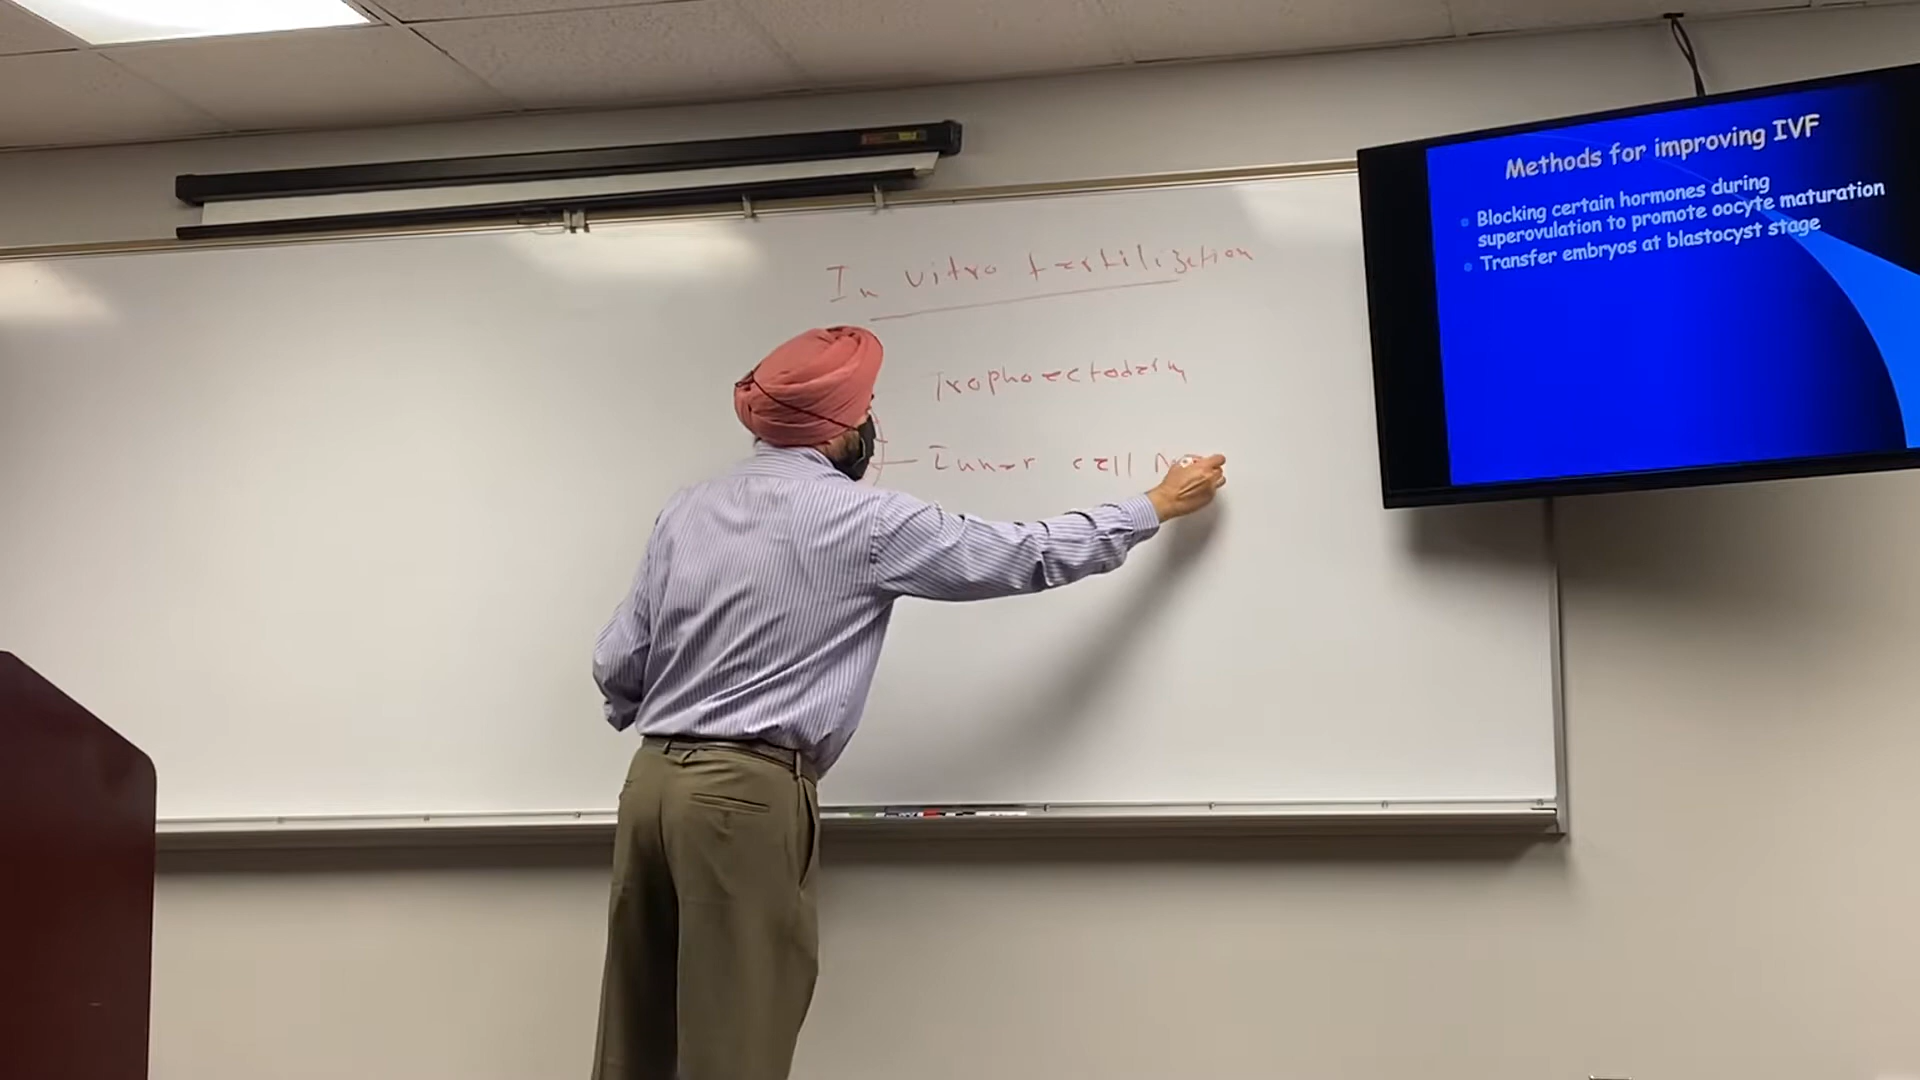 In vitro fertilization
Trophoectoderm
Inner cell
Methods for improving IVF
Blocking certain hormones during
superovulation to promote oocyte maturation
Transfer embryos at blastocyst stage